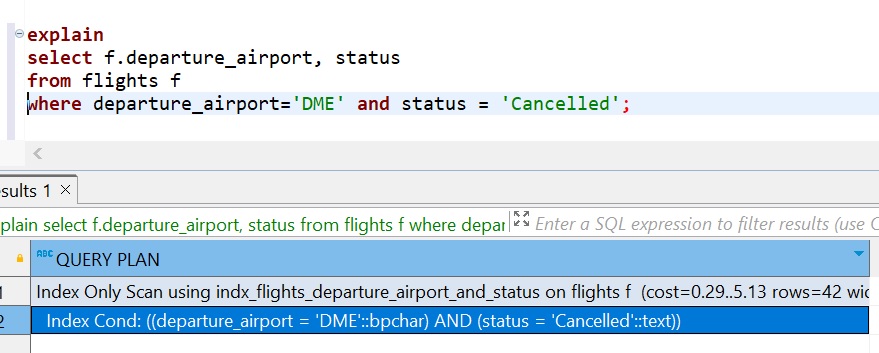 explain
select f.departure_airport, status
from flights f
where departure_airport='DME' and status = 'Cancelled';
sults 1 ×
plain select f.departure_airport, status from flights f where depar Enter a SQL expression to filter results (use C
ABC QUERY PLAN
1 Index Only Scan using indx_flights_departure_airport_and_status on flights f (cost=0.29..5.13 rows=42 wid
2 Index Cond: ((departure_airport = 'DME'::bpchar) AND (status = 'Cancelled'::text))